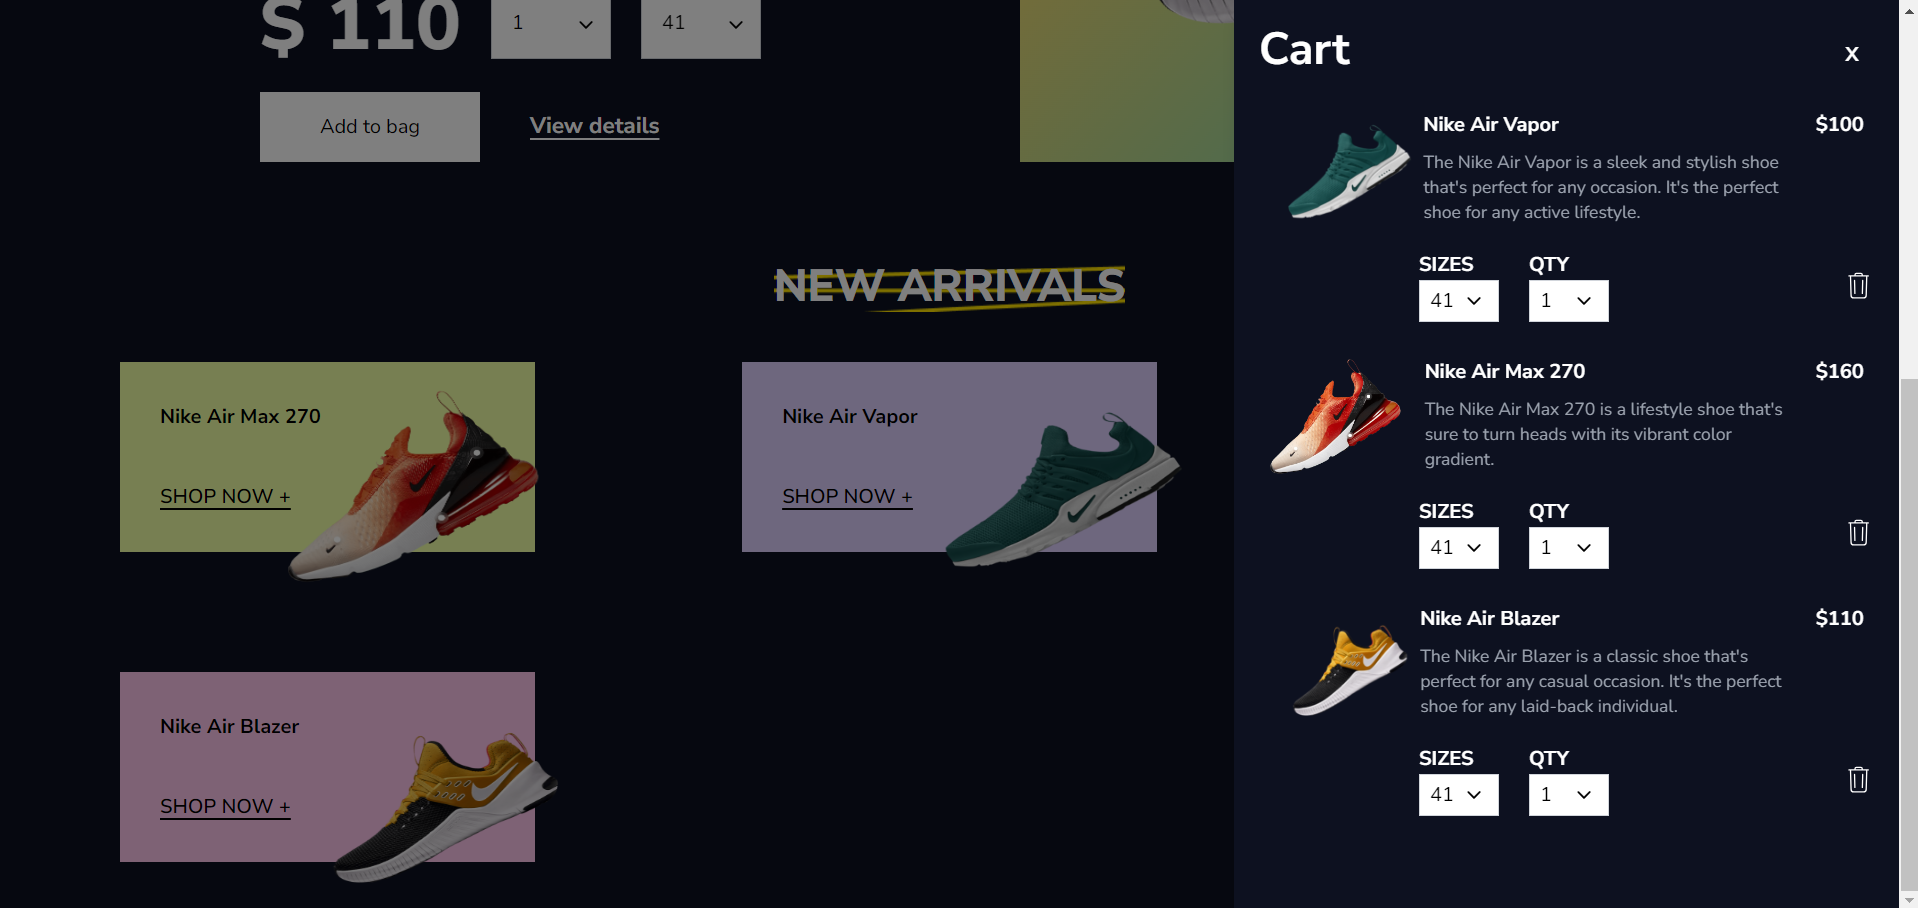 $ 110
1
41
Add to bag
View details
NEW ARRIVALS
Nike Air Max 270
SHOP NOW +
Nike Air Vapor
SHOP NOW +
Nike Air Blazer
SHOP NOW +
Cart
X
Nike Air Vapor
$100
The Nike Air Vapor is a sleek and stylish shoe
that's perfect for any occasion. It's the perfect
shoe for any active lifestyle.
SIZES
QTY
41
1
Nike Air Max 270
$160
The Nike Air Max 270 is a lifestyle shoe that's
sure to turn heads with its vibrant color
gradient.
SIZES
QTY
41
1
Nike Air Blazer
$110
The Nike Air Blazer is a classic shoe that's
perfect for any casual occasion. It's the perfect
shoe for any laid-back individual.
SIZES
QTY
41
1